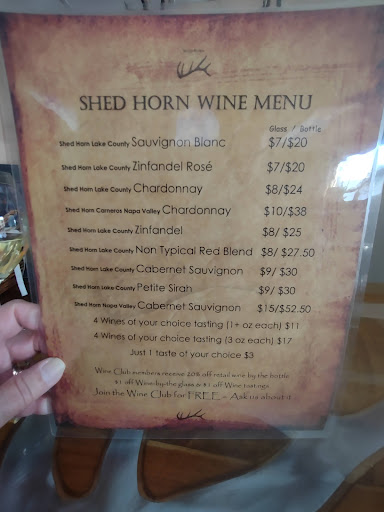 SHED HORN WINE MENU
Glass / Bottle
Shed Horn Lake County Sauvignon Blanc $7/$20
Shed Horn Lake County Zinfandel Rosé $7/$20
Shed Horn Lake County Chardonnay $8/$24
Shed Horn Carneros Napa Valley Chardonnay $10/$38
Shed Horn Lake County Zinfandel $8/ $25
Shed Horn Lake County Non Typical Red Blend $8/ $27.50
Shed Horn Lake County Cabernet Sauvignon $9/ $30
Shed Horn Lake County Petite Sirah $9/ $30
Shed Horn Napa Valley Cabernet Sauvignon $15/$52.50
4 Wines of your choice tasting (1+ oz each) $11
4 Wines of your choice tasting (3 oz each) $17
Just 1 taste of your choice $3
Wine Club members receive 20% off retail wine by the bottle
$1 off Wine-by-the glass & $1 off Wine tastings
Join the Wine Club for FREE – Ask us about it